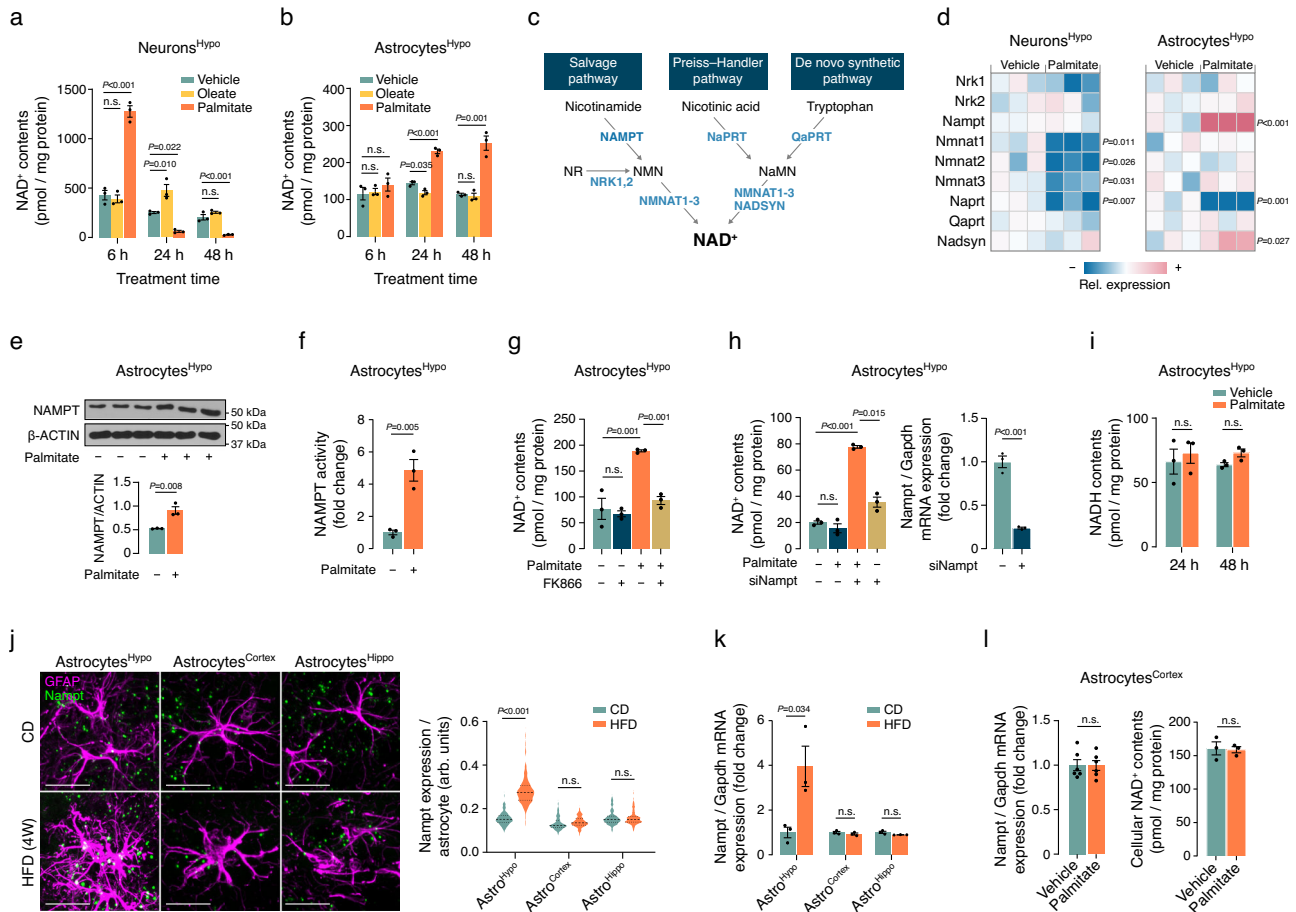 a
Neurons^Hypo
Vehicle
Oleate
Palmitate
P<0.001
n.s.
P=0.022
P=0.010
P<0.001
n.s.
NAD⁺ contents
(pmol / mg protein)
1500
1000
500
0
6 h 24 h 48 h
Treatment time
b
Astrocytes^Hypo
Vehicle
Oleate
Palmitate
n.s.
n.s.
P<0.001
P=0.035
P=0.001
n.s.
NAD⁺ contents
(pmol / mg protein)
400
300
200
100
0
6 h 24 h 48 h
Treatment time
c
Salvage
pathway
Preiss–Handler
pathway
De novo synthetic
pathway
Nicotinamide Nicotinic acid Tryptophan
NAMPT NaPRT QaPRT
NR NMN NaMN
NRK1,2
NMNAT1-3
NMNAT1-3
NADSYN
NAD⁺
d
Neurons^Hypo Astrocytes^Hypo
Vehicle Palmitate Vehicle Palmitate
Nrk1
Nrk2
Nampt P<0.001
Nmnat1 P=0.011
Nmnat2 P=0.026
Nmnat3 P=0.031
Naprt P=0.007 P=0.001
Qaprt
Nadsyn P=0.027
– +
Rel. expression
e
Astrocytes^Hypo
NAMPT
50 kDa
β-ACTIN
50 kDa
37 kDa
Palmitate – – – + + +
P=0.008
NAMPT/ACTIN
1.5
1.0
0.5
0
Palmitate – +
f
Astrocytes^Hypo
P=0.005
NAMPT activity
(fold change)
8
6
4
2
0
Palmitate – +
g
Astrocytes^Hypo
P=0.001
P=0.001
n.s.
NAD⁺ contents
(pmol / mg protein)
250
200
150
100
50
0
Palmitate – – + +
FK866 – + – +
h
Astrocytes^Hypo
P=0.015
P<0.001
n.s.
NAD⁺ contents
(pmol / mg protein)
100
80
60
40
20
0
Palmitate – + + +
siNampt – – + +
P<0.001
Nampt / Gapdh
mRNA expression
(fold change)
1.5
1.0
0.5
0
siNampt – +
i
Astrocytes^Hypo
Vehicle
Palmitate
n.s. n.s.
NADH contents
(pmol / mg protein)
150
100
50
0
24 h 48 h
j
Astrocytes^Hypo Astrocytes^Cortex Astrocytes^Hippo
GFAP
Nampt
CD
HFD (4W)
CD
HFD
P<0.001
n.s.
n.s.
Nampt expression /
astrocyte (arb. units)
0.6
0.4
0.2
0
Astro^Hypo
Astro^Cortex
Astro^Hippo
k
CD
HFD
P=0.034
n.s.
n.s.
Nampt / Gapdh mRNA
expression (fold change)
6
4
2
0
Astro^Hypo
Astro^Cortex
Astro^Hippo
l
Astrocytes^Cortex
n.s.
Nampt / Gapdh mRNA
expression (fold change)
1.5
1.0
0.5
0
Vehicle
Palmitate
n.s.
Cellular NAD⁺ contents
(pmol / mg protein)
200
150
100
50
0
Vehicle
Palmitate